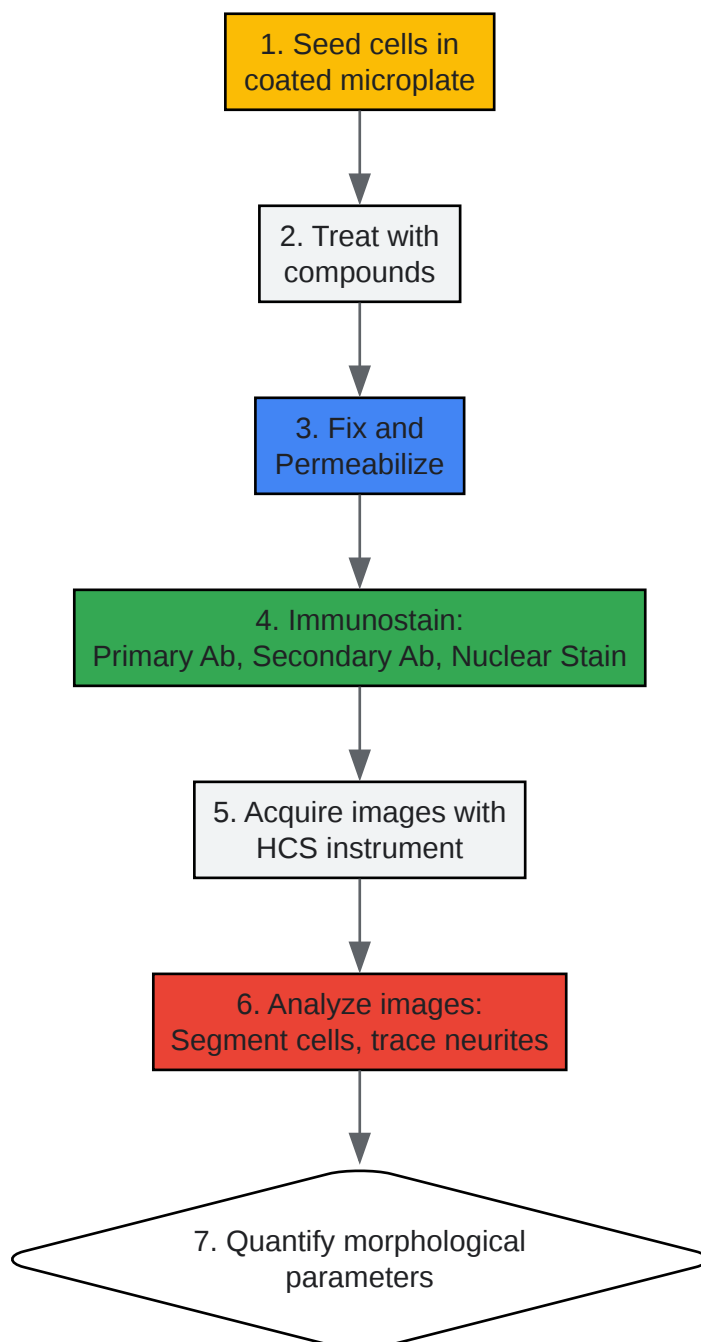 1. Seed cells in
coated microplate
2. Treat with
compounds
3. Fix and
Permeabilize
4. Immunostain:
Primary Ab, Secondary Ab, Nuclear Stain
5. Acquire images with
HCS instrument
6. Analyze images:
Segment cells, trace neurites
7. Quantify morphological
parameters